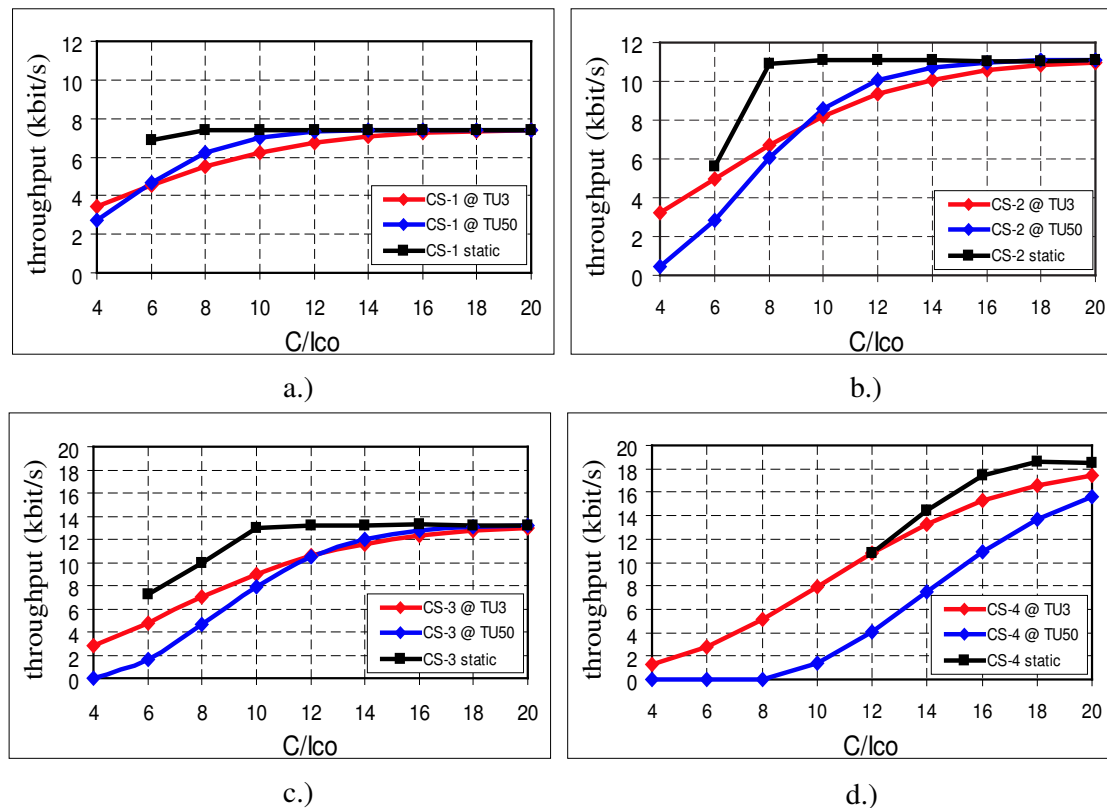 12
10
8
6
4
2
0
throughput (kbit/s)
CS-1 @ TU3
CS-1 @ TU50
CS-1 static
4 6 8 10 12 14 16 18 20
C/Ico
a.)
12
10
8
6
4
2
0
throughput (kbit/s)
CS-2 @ TU3
CS-2 @ TU50
CS-2 static
4 6 8 10 12 14 16 18 20
C/Ico
b.)
20
18
16
14
12
10
8
6
4
2
0
throughput (kbit/s)
CS-3 @ TU3
CS-3 @ TU50
CS-3 static
4 6 8 10 12 14 16 18 20
C/Ico
c.)
20
18
16
14
12
10
8
6
4
2
0
throughput (kbit/s)
CS-4 @ TU3
CS-4 @ TU50
CS-4 static
4 6 8 10 12 14 16 18 20
C/Ico
d.)